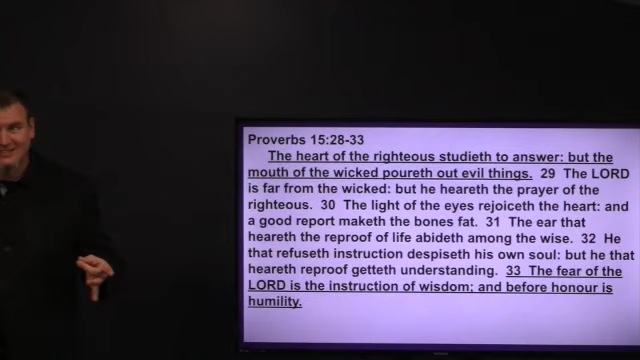 Proverbs 15:28-33
The heart of the righteous studieth to answer: but the
mouth of the wicked poureth out evil things. 29 The LORD
is far from the wicked: but he heareth the prayer of the
righteous. 30 The light of the eyes rejoiceth the heart: and
a good report maketh the bones fat. 31 The ear that
heareth the reproof of life abideth among the wise. 32 He
that refuseth instruction despiseth his own soul: but he that
heareth reproof getteth understanding. 33 The fear of the
LORD is the instruction of wisdom; and before honour is
humility.